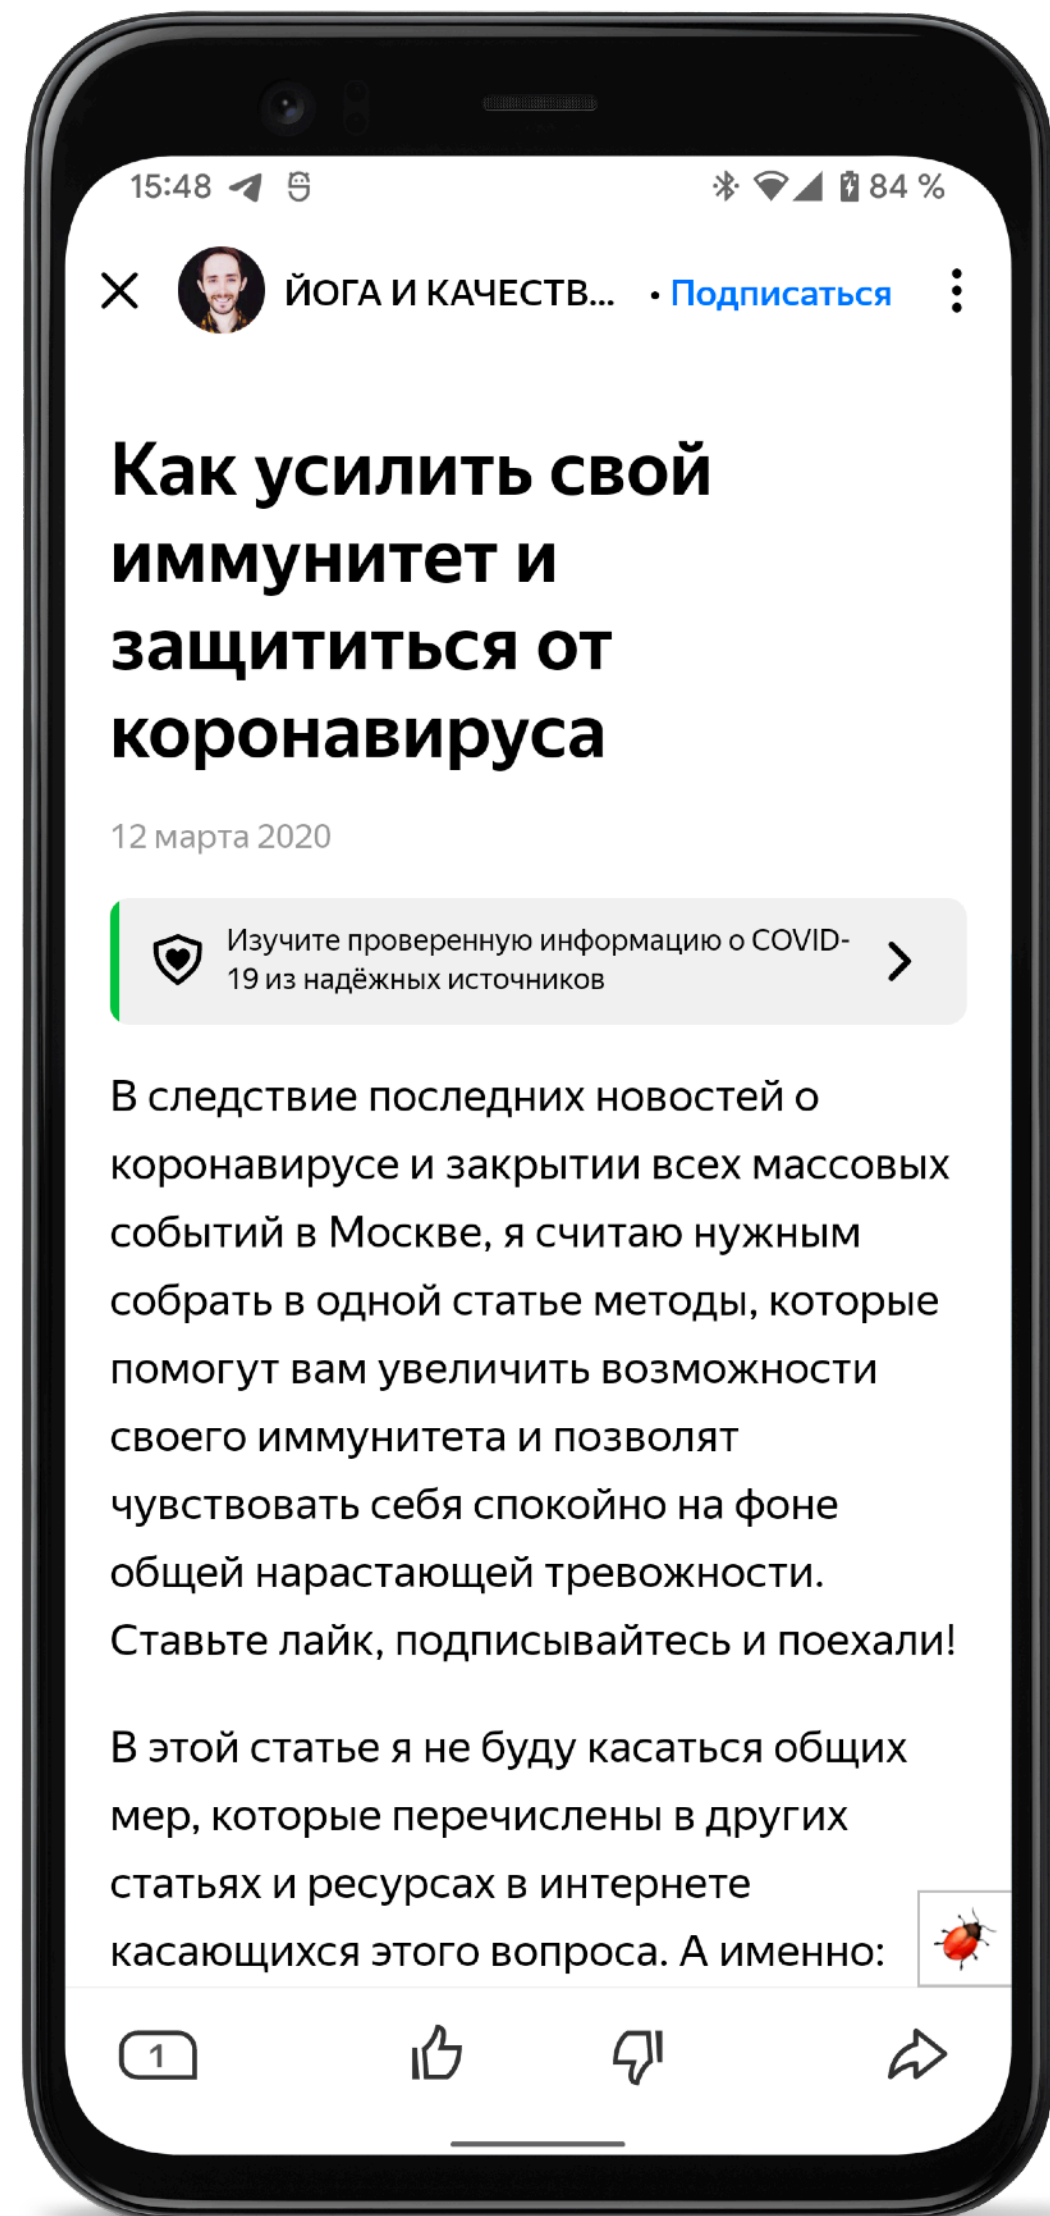 15:48 84 %
ЙОГА И КАЧЕСТВ... • Подписаться
Как усилить свой
иммунитет и
защититься от
коронавируса
12 марта 2020
Изучите проверенную информацию о COVID-
19 из надёжных источников
В следствие последних новостей о
коронавирусе и закрытии всех массовых
событий в Москве, я считаю нужным
собрать в одной статье методы, которые
помогут вам увеличить возможности
своего иммунитета и позволят
чувствовать себя спокойно на фоне
общей нарастающей тревожности.
Ставьте лайк, подписывайтесь и поехали!
В этой статье я не буду касаться общих
мер, которые перечислены в других
статьях и ресурсах в интернете
касающихся этого вопроса. А именно:
1